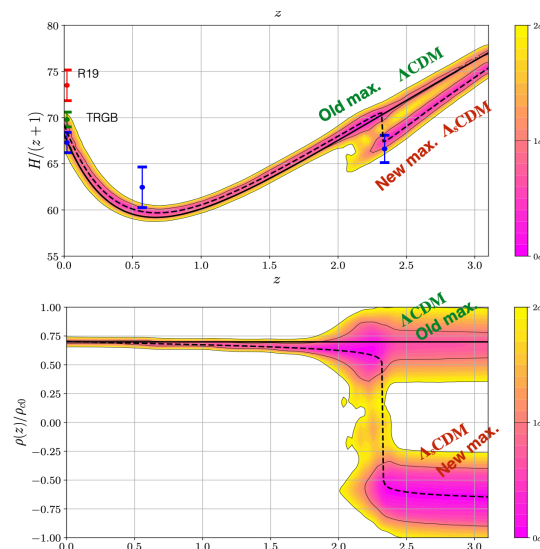 z
80
75
70
65
60
55
H/(z + 1)
R19
TRGB
Old max.
ΛCDM
New max.
ΛsCDM
0.0
0.5
1.0
1.5
2.0
2.5
3.0
z
2σ
1σ
0σ
1.00
0.75
0.50
0.25
0.00
−0.25
−0.50
−0.75
−1.00
ρ(z)/ρc0
ΛCDM
Old max.
ΛsCDM
New max.
0.0
0.5
1.0
1.5
2.0
2.5
3.0